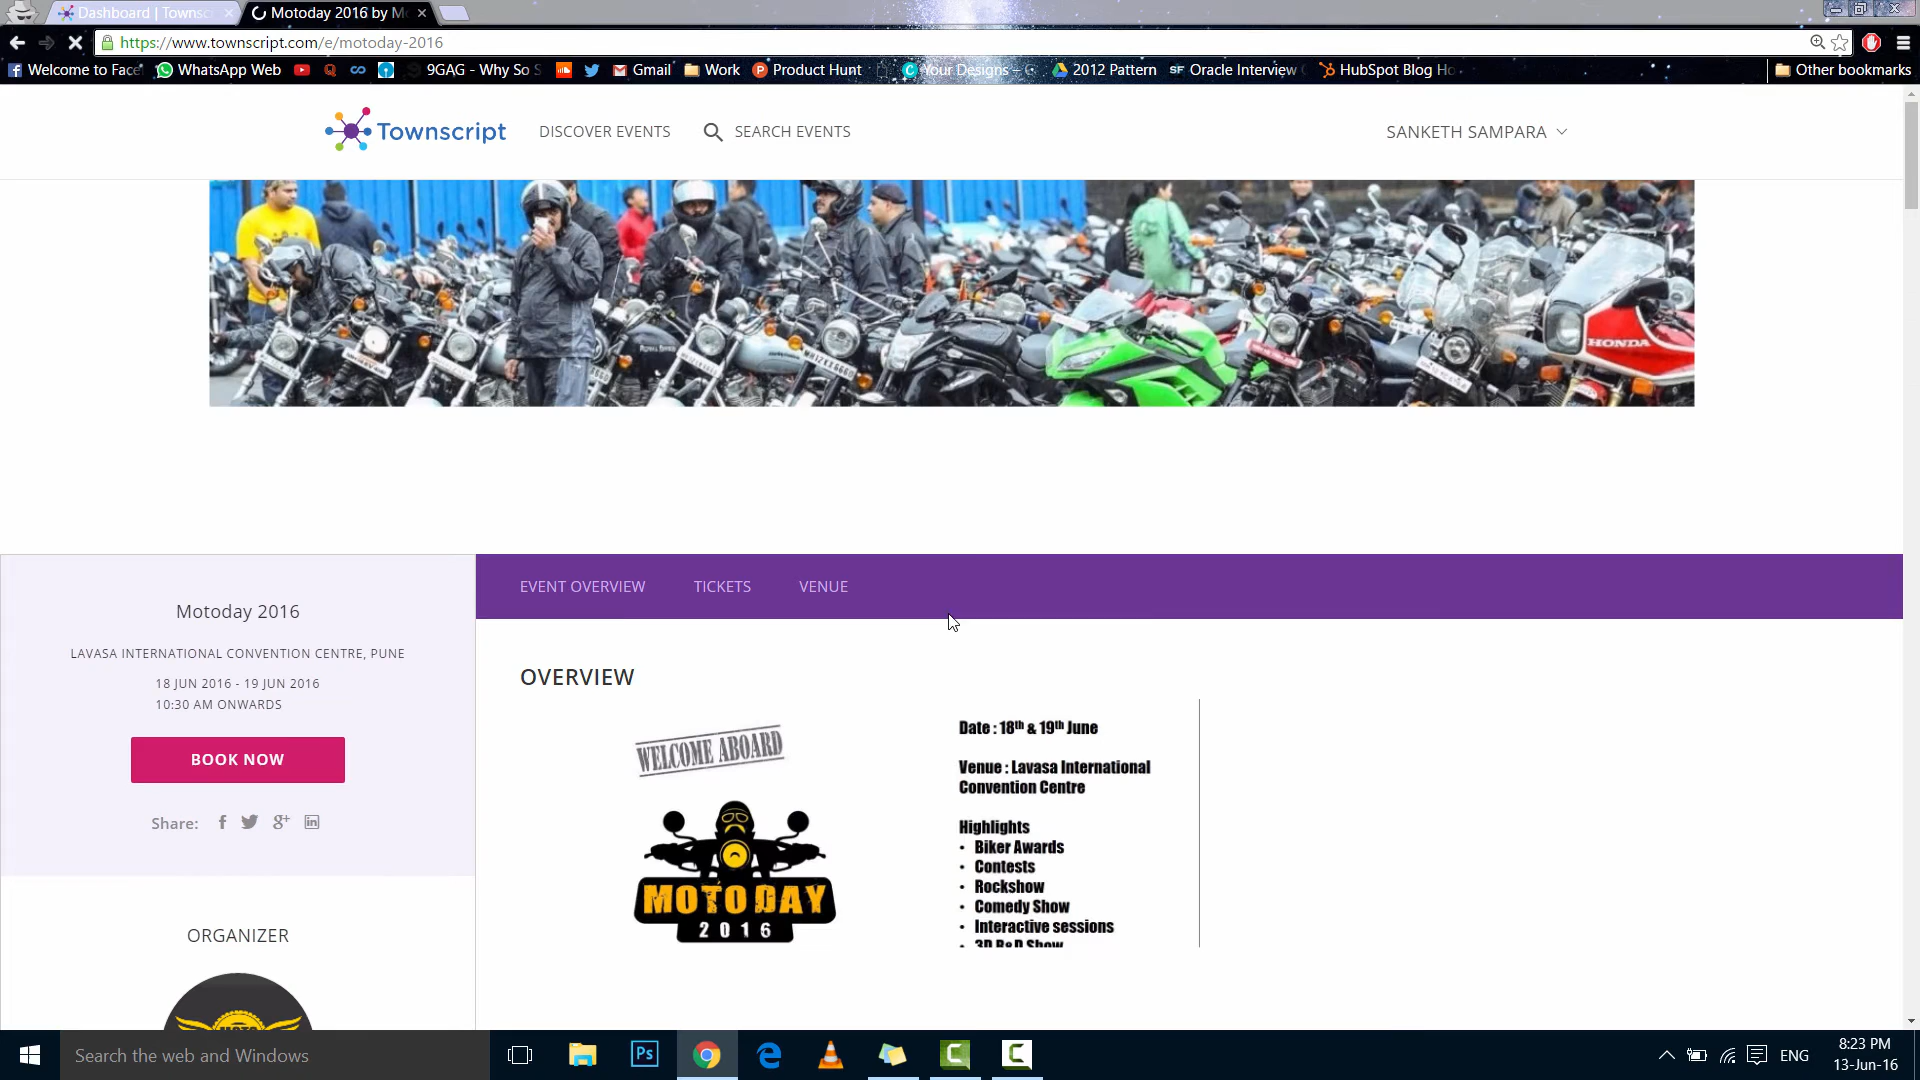 Dashboard | Townsc
Motoday 2016 by M
https://www.townscript.com/e/motoday-2016
Welcome to Face
WhatsApp Web
9GAG - Why So S
Gmail
Work
Product Hunt
Your Designs –
2012 Pattern
SF Oracle Interview
HubSpot Blog Ho
Other bookmarks
Townscript
DISCOVER EVENTS
SEARCH EVENTS
SANKETH SAMPARA
HONDA
EVENT OVERVIEW
TICKETS
VENUE
Motoday 2016
LAVASA INTERNATIONAL CONVENTION CENTRE, PUNE
18 JUN 2016 - 19 JUN 2016
10:30 AM ONWARDS
BOOK NOW
Share:
ORGANIZER
OVERVIEW
WELCOME ABOARD
MOTODAY
2016
Date : 18th & 19th June
Venue : Lavasa International
Convention Centre
Highlights
• Biker Awards
• Contests
• Rockshow
• Comedy Show
• Interactive sessions
• 3D R&D Show
Search the web and Windows
Ps
ENG
8:23 PM
13-Jun-16